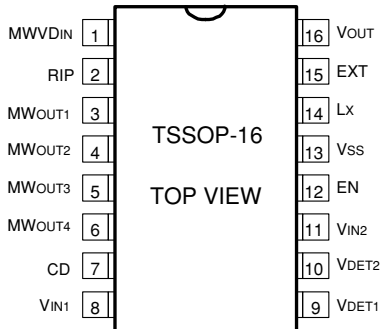 MWVDIN 1 16 VOUT
RIP 2 15 EXT
MWOUT1 3 14 LX
MWOUT2 4 13 VSS
MWOUT3 5 12 EN
MWOUT4 6 11 VIN2
CD 7 10 VDET2
VIN1 8 9 VDET1
TSSOP-16
TOP VIEW